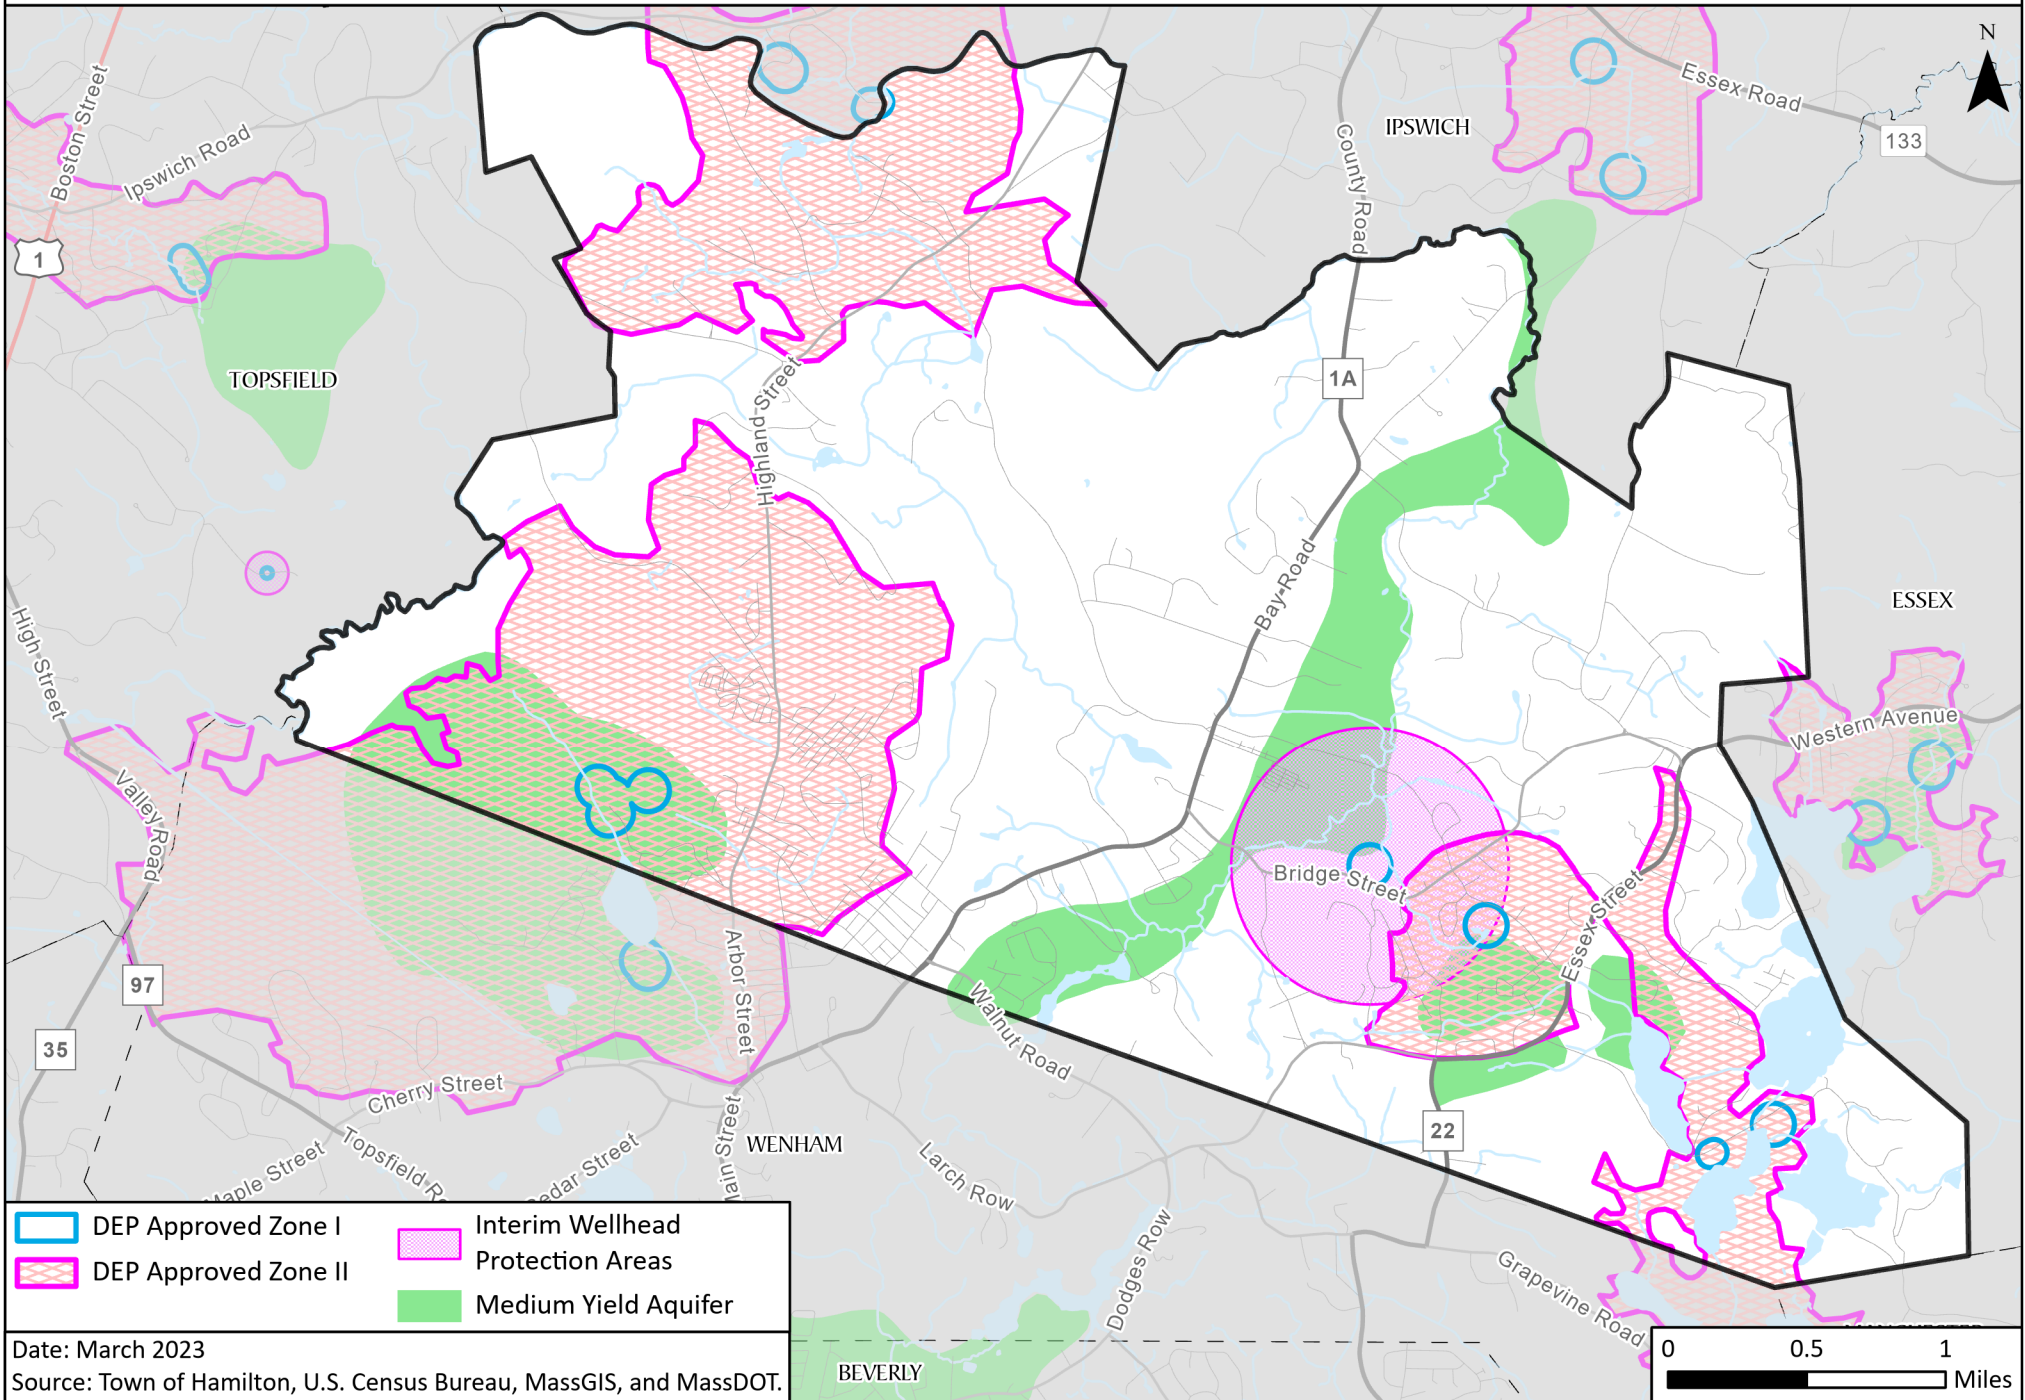 N
Essex Road
133
IPSWICH
Boston Street
Ipswich Road
County Road
1
TOPSFIELD
1A
Highland Street
Bay Road
ESSEX
High Street
Western Avenue
Valley Road
Bridge Street
Essex Street
97
Arbor Street
Walnut Road
35
Cherry Street
22
WENHAM
Maple Street
Topsfield
Cedar Street
Main Street
Larch Row
Dodges Row
Grapevine Road
DEP Approved Zone I
DEP Approved Zone II
Interim Wellhead
Protection Areas
Medium Yield Aquifer
BEVERLY
Date: March 2023
Source: Town of Hamilton, U.S. Census Bureau, MassGIS, and MassDOT.
0 0.5 1
Miles